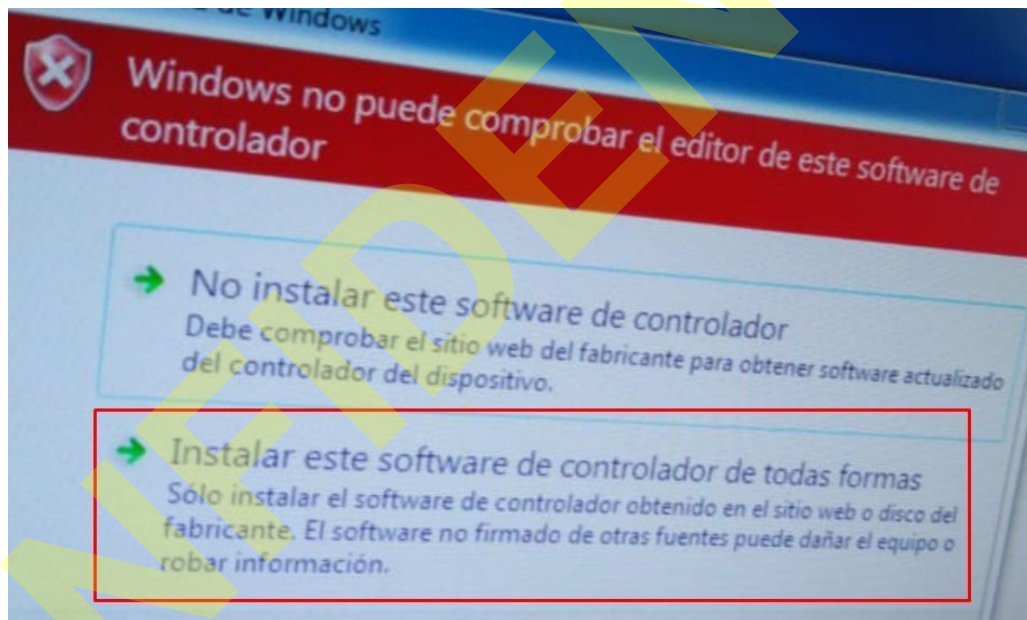 de Windows
Windows no puede comprobar el editor de este software de
controlador
No instalar este software de controlador
Debe comprobar el sitio web del fabricante para obtener software actualizado
del controlador del dispositivo.
Instalar este software de controlador de todas formas
Sólo instalar el software de controlador obtenido en el sitio web o disco del
fabricante. El software no firmado de otras fuentes puede dañar el equipo o
robar información.
NFIDEN